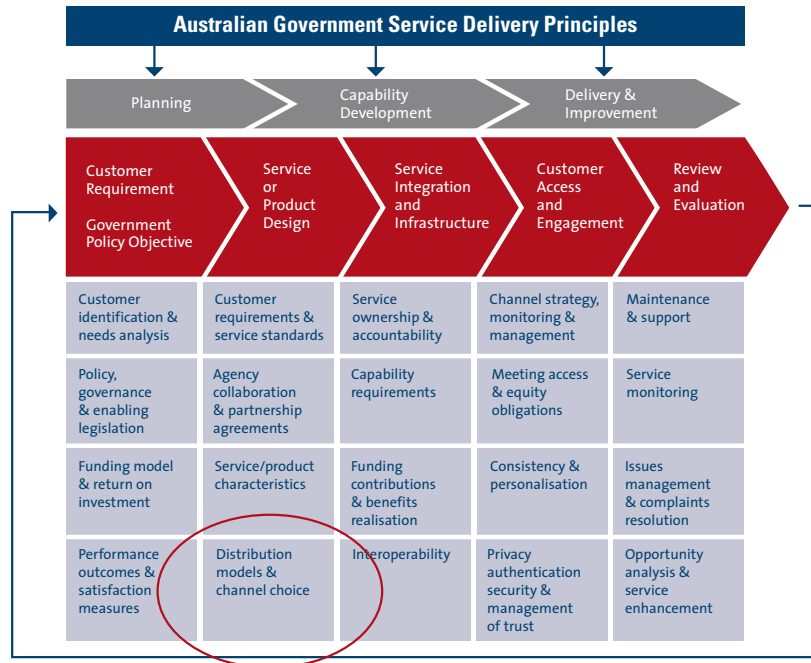 Australian Government Service Delivery Principles
Planning
Capability
Development
Delivery &
Improvement
Customer
Requirement
Government
Policy Objective
Service
or
Product
Design
Service
Integration
and
Infrastructure
Customer
Access
and
Engagement
Review
and
Evaluation
Customer
identification &
needs analysis
Customer
requirements &
service standards
Service
ownership &
accountability
Channel strategy,
monitoring &
management
Maintenance
& support
Policy,
governance
& enabling
legislation
Agency
collaboration
& partnership
agreements
Capability
requirements
Meeting access
& equity
obligations
Service
monitoring
Funding model
& return on
investment
Service/product
characteristics
Funding
contributions
& benefits
realisation
Consistency &
personalisation
Issues
management
& complaints
resolution
Performance
outcomes &
satisfaction
measures
Distribution
models &
channel choice
Interoperability
Privacy
authentication
security &
management
of trust
Opportunity
analysis &
service
enhancement